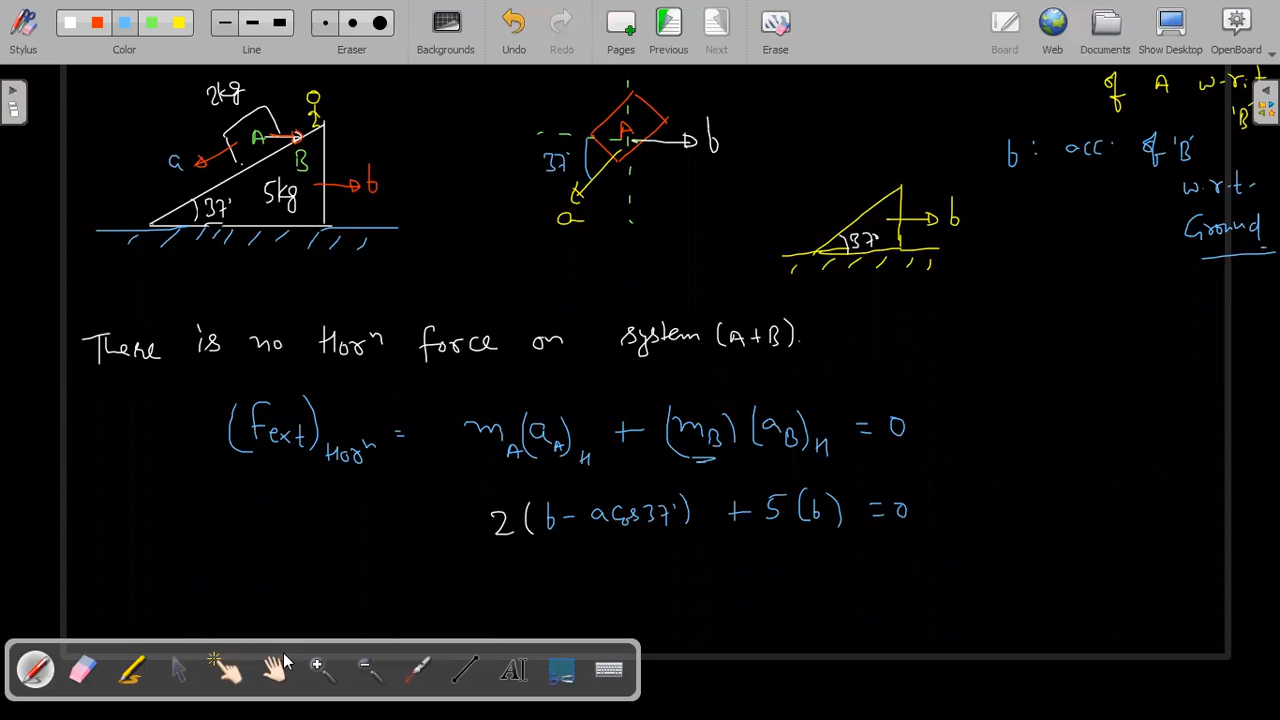 Stylus
Color
Line
Eraser
Backgrounds
Undo
Redo
Pages
Previous
Next
Erase
Board
Web
Documents
Show Desktop
OpenBoard
2kg
A
B
a
b
5kg
37°
A
b
37°
a
b
37°
of A w.r.t
'B'
b : acc. of 'B'
w.r.t.
Ground
There is no Horⁿ force on system (A+B).
(Fext)Horⁿ = mA(aA)H + (mB)(aB)H = 0
2(b - a cos37°) + 5(b) = 0